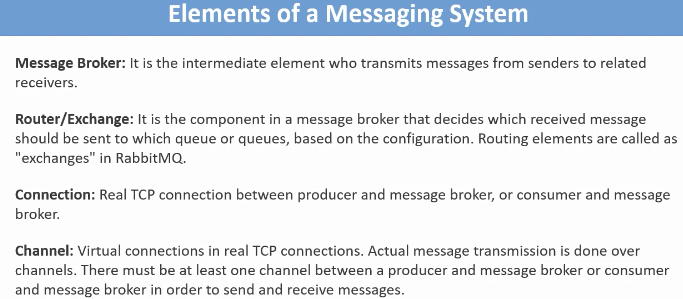 Elements of a Messaging System
Message Broker: It is the intermediate element who transmits messages from senders to related
receivers.
Router/Exchange: It is the component in a message broker that decides which received message
should be sent to which queue or queues, based on the configuration. Routing elements are called as
"exchanges" in RabbitMQ.
Connection: Real TCP connection between producer and message broker, or consumer and message
broker.
Channel: Virtual connections in real TCP connections. Actual message transmission is done over
channels. There must be at least one channel between a producer and message broker or consumer
and message broker in order to send and receive messages.